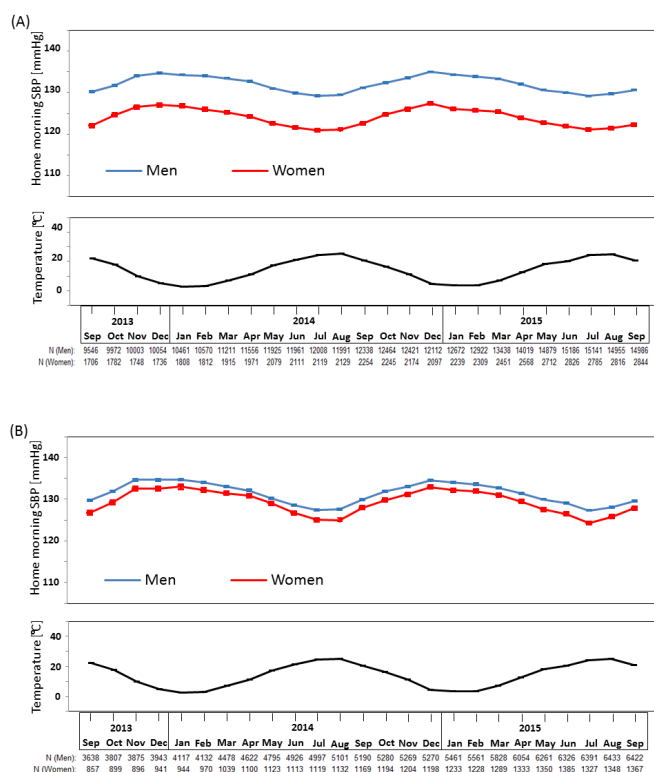 (A)
Home morning SBP [mmHg]
140
130
120
110
Men
Women
Temperature [℃]
40
20
0
2013 2014 2015
Sep Oct Nov Dec Jan Feb Mar Apr May Jun Jul Aug Sep Oct Nov Dec Jan Feb Mar Apr May Jun Jul Aug Sep
N (Men): 9546 9972 10003 10054 10461 10570 11211 11556 11925 11961 12008 11991 12338 12464 12421 12112 12672 12922 13438 14019 14879 15186 15141 14955 14986
N (Women): 1706 1782 1748 1736 1808 1812 1915 1971 2079 2111 2119 2129 2254 2245 2174 2097 2239 2309 2451 2568 2712 2826 2785 2816 2844
(B)
Home morning SBP [mmHg]
140
130
120
110
Men
Women
Temperature [℃]
40
20
0
2013 2014 2015
Sep Oct Nov Dec Jan Feb Mar Apr May Jun Jul Aug Sep Oct Nov Dec Jan Feb Mar Apr May Jun Jul Aug Sep
N (Men): 3638 3807 3875 3943 4117 4132 4478 4622 4795 4926 4997 5101 5190 5280 5269 5270 5461 5561 5828 6054 6261 6326 6391 6433 6422
N (Women): 857 899 896 941 944 970 1039 1100 1123 1113 1119 1132 1169 1194 1204 1198 1233 1228 1289 1333 1350 1385 1327 1348 1367